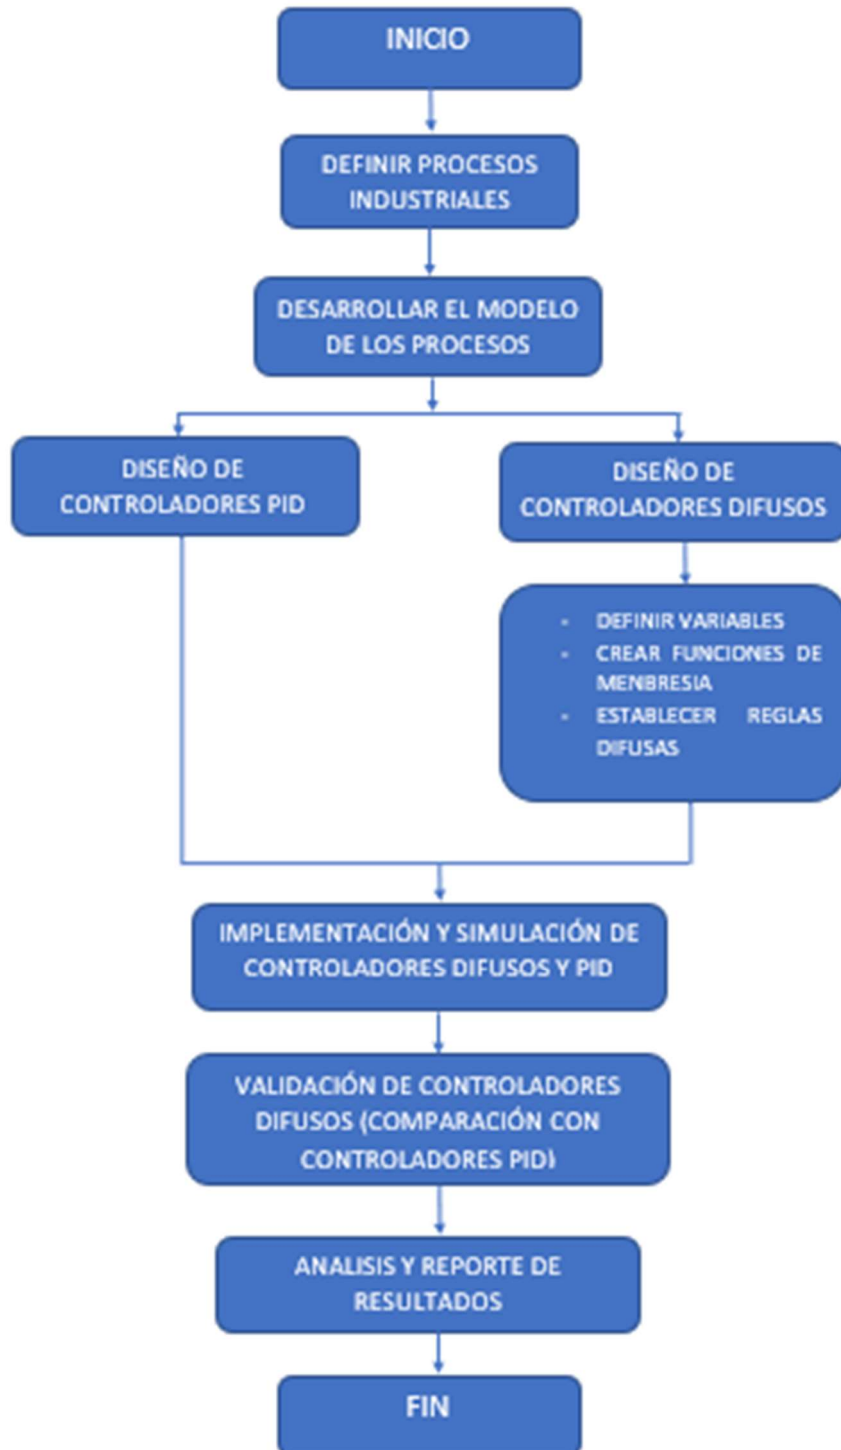 INICIO
DEFINIR PROCESOS
INDUSTRIALES
DESARROLLAR EL MODELO
DE LOS PROCESOS
DISEÑO DE
CONTROLADORES PID
DISEÑO DE
CONTROLADORES DIFUSOS
- DEFINIR VARIABLES
- CREAR FUNCIONES DE
MENBRESIA
- ESTABLECER REGLAS
DIFUSAS
IMPLEMENTACIÓN Y SIMULACIÓN DE
CONTROLADORES DIFUSOS Y PID
VALIDACIÓN DE CONTROLADORES
DIFUSOS (COMPARACIÓN CON
CONTROLADORES PID)
ANALISIS Y REPORTE DE
RESULTADOS
FIN